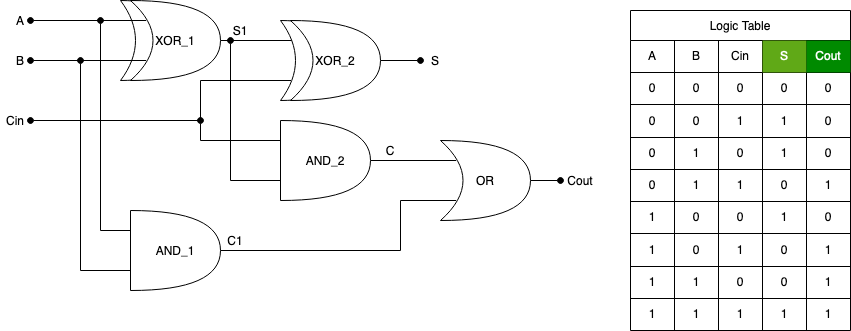 A
XOR_1
S1
B
XOR_2
S
Cin
AND_2
C
OR
Cout
AND_1
C1
Logic Table
A B Cin S Cout
0 0 0 0 0
0 0 1 1 0
0 1 0 1 0
0 1 1 0 1
1 0 0 1 0
1 0 1 0 1
1 1 0 0 1
1 1 1 1 1